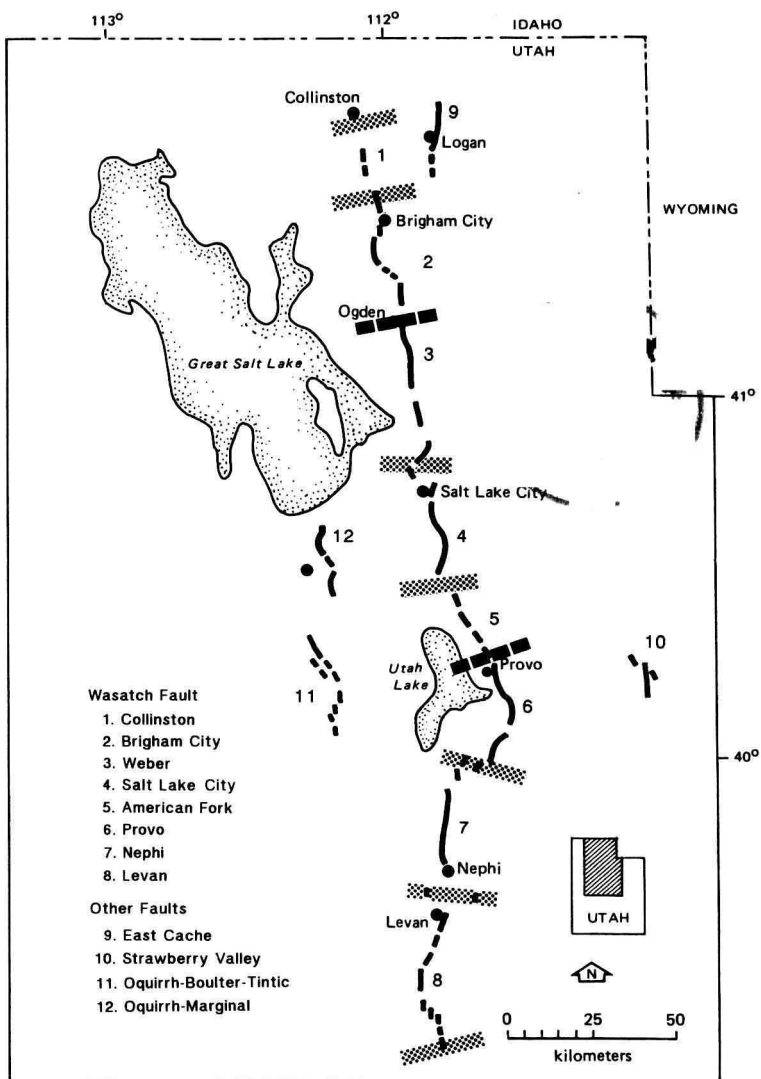 113°
112°
IDAHO
UTAH
Collinston
9
Logan
1
WYOMING
Brigham City
2
Ogden
3
Great Salt Lake
41°
Salt Lake City
12
4
5
10
Utah
Lake
Provo
11
6
Wasatch Fault
1. Collinston
2. Brigham City
3. Weber
4. Salt Lake City
5. American Fork
6. Provo
7. Nephi
8. Levan
40°
7
Nephi
Other Faults
9. East Cache
10. Strawberry Valley
11. Oquirrh-Boulter-Tintic
12. Oquirrh-Marginal
Levan
8
UTAH
N
0 25 50
kilometers